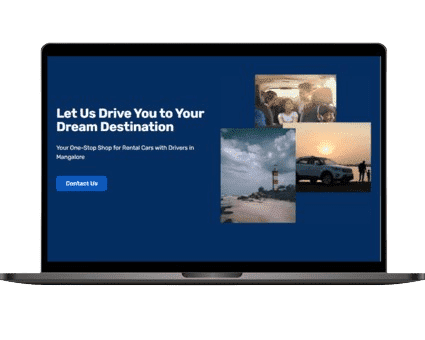 Let Us Drive You to Your
Dream Destination
Your One-Stop Shop for Rental Cars with Drivers in
Mangalore
Contact Us